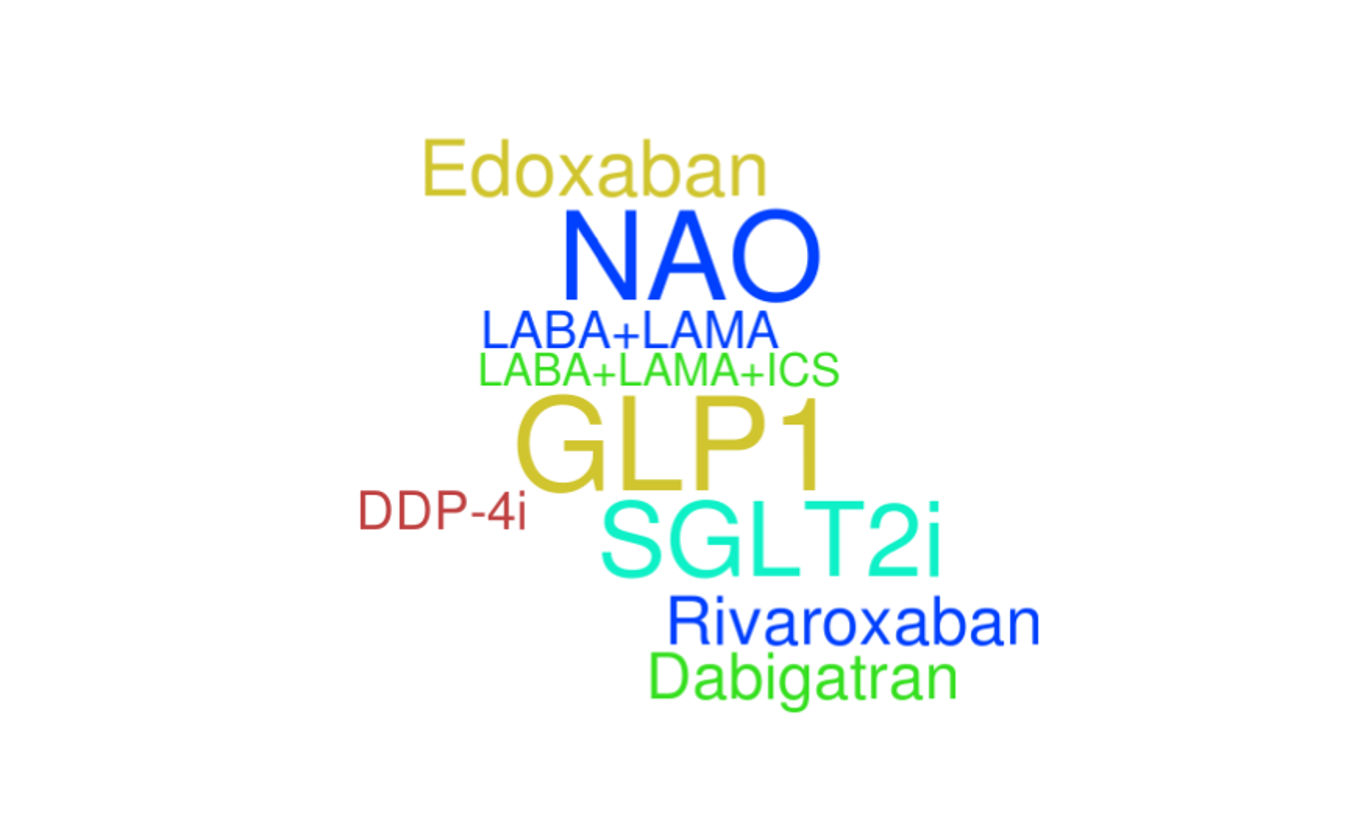 Edoxaban
NAO
LABA+LAMA
LABA+LAMA+ICS
GLP1
DDP-4i
SGLT2i
Rivaroxaban
Dabigatran